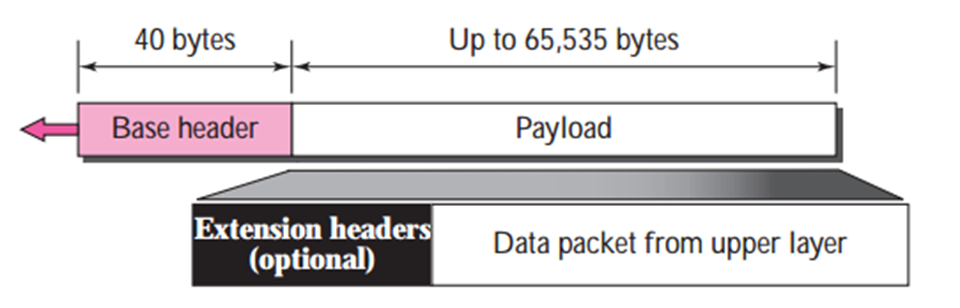 40 bytes
Up to 65,535 bytes
Base header
Payload
Extension headers
(optional)
Data packet from upper layer